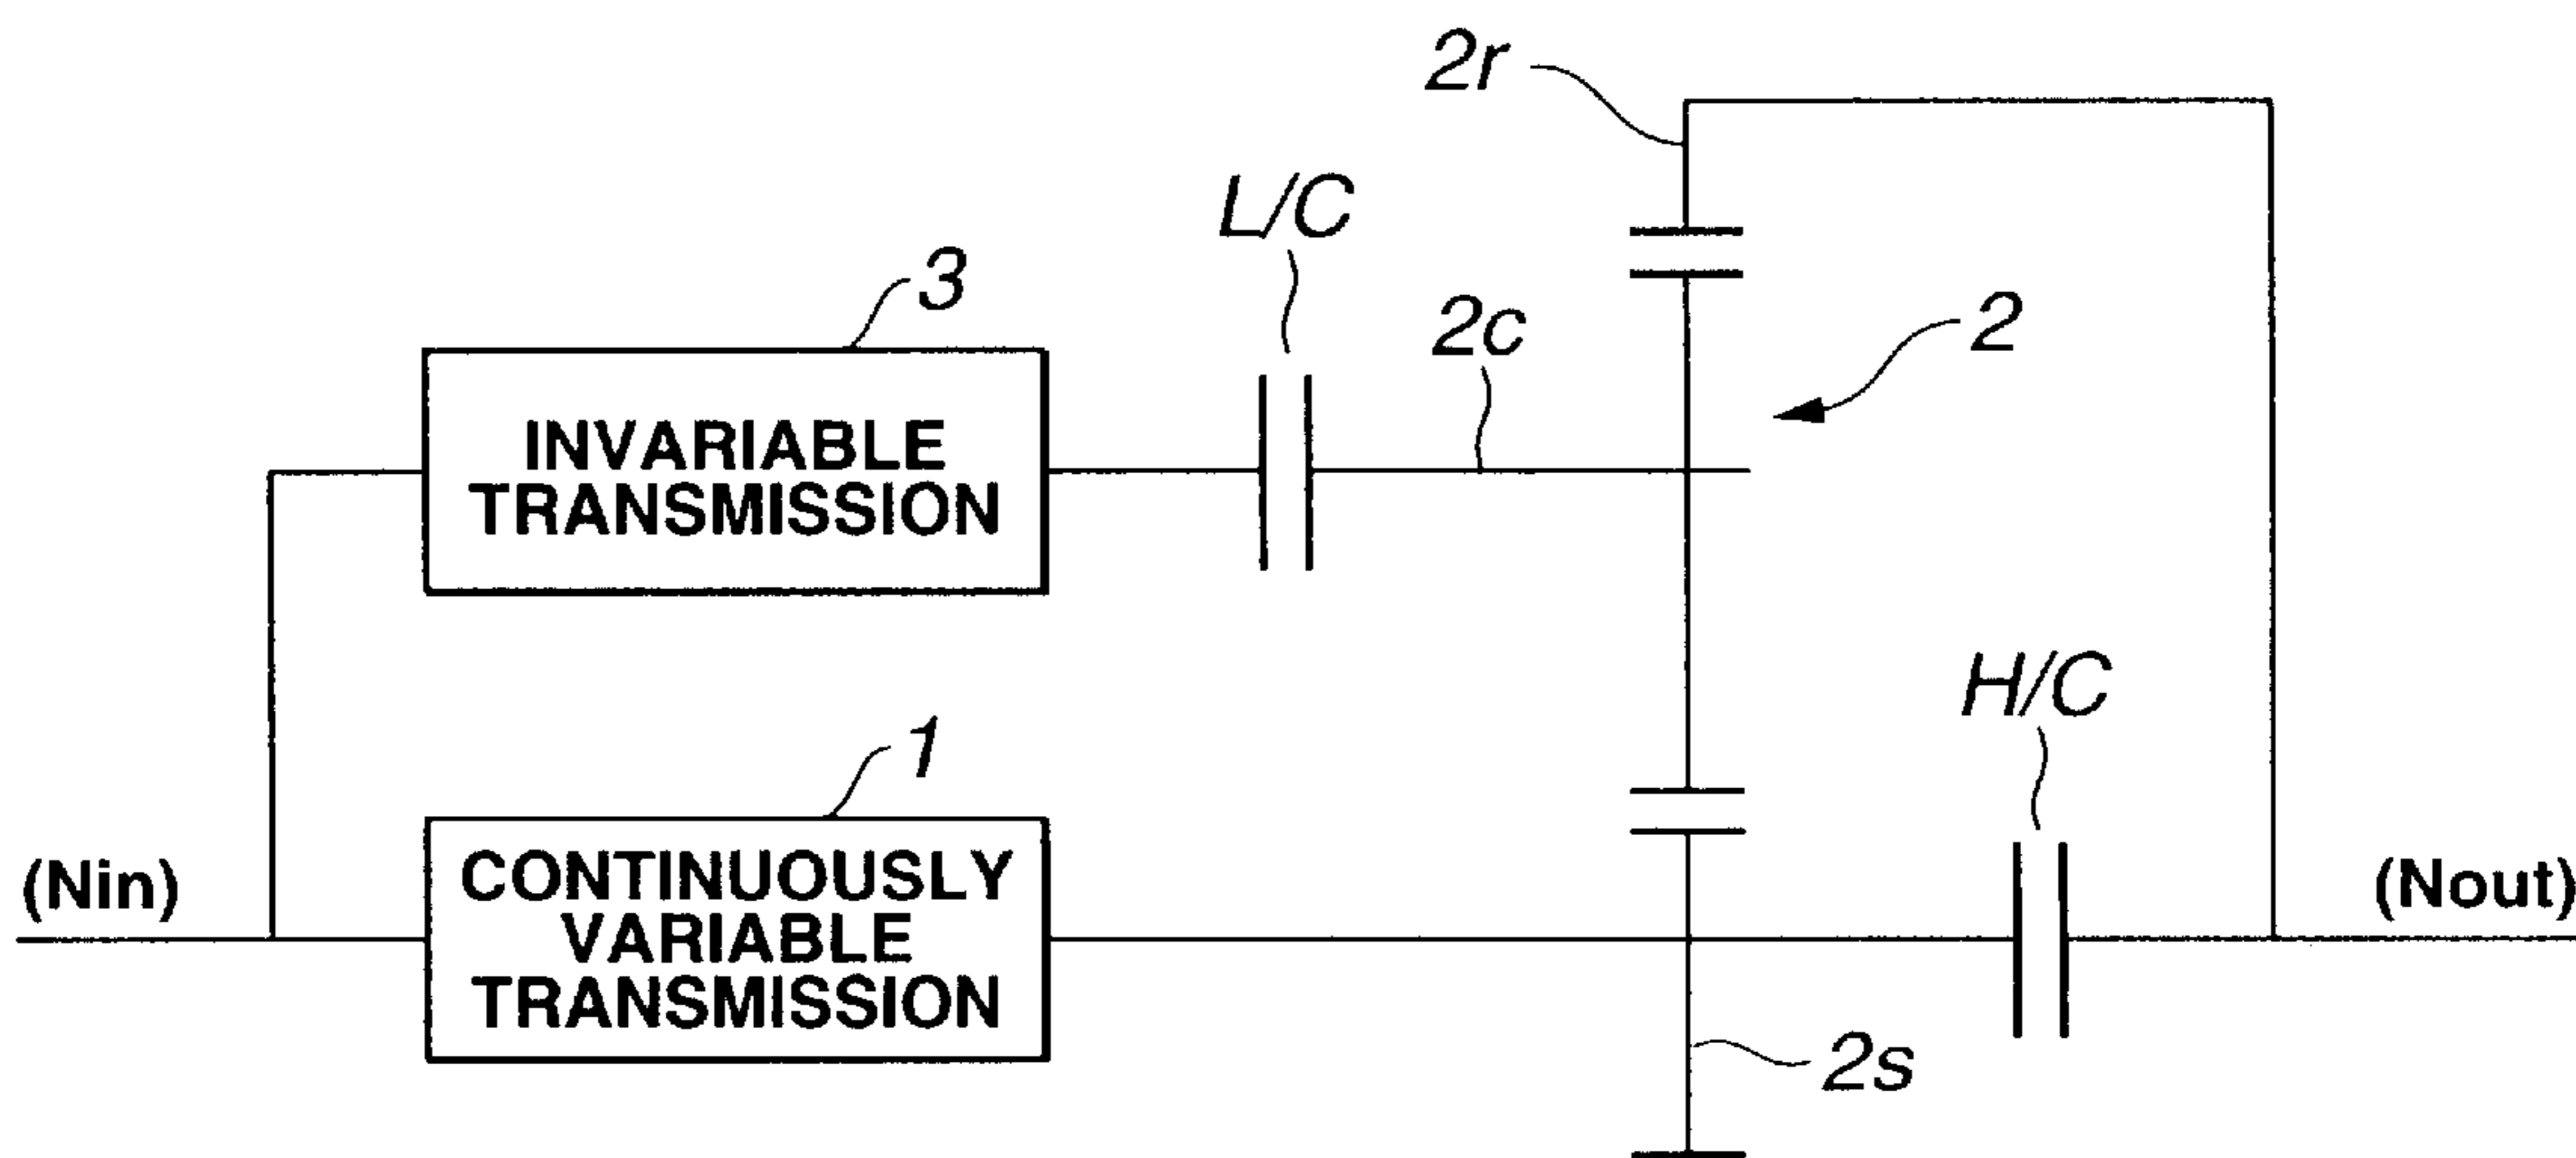 2r
L/C
3
2c
2
INVARIABLE
TRANSMISSION
H/C
1
(Nin)
CONTINUOUSLY
VARIABLE
TRANSMISSION
(Nout)
2s